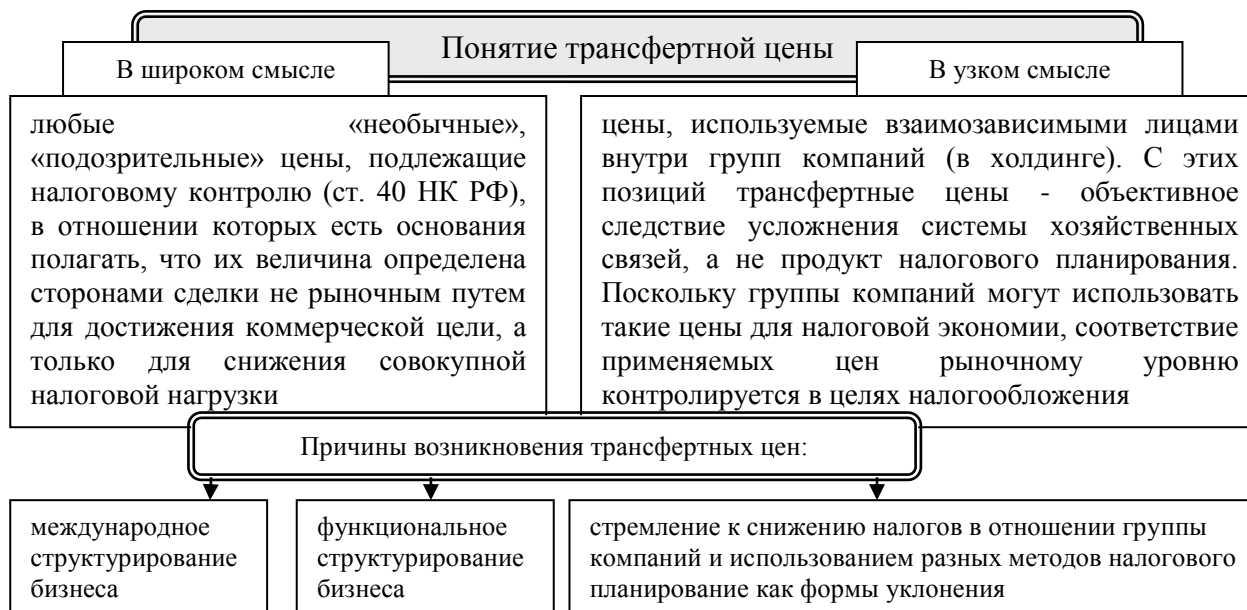 Понятие трансфертной цены
В широком смысле
В узком смысле
любые «необычные»,
«подозрительные» цены, подлежащие
налоговому контролю (ст. 40 НК РФ),
в отношении которых есть основания
полагать, что их величина определена
сторонами сделки не рыночным путем
для достижения коммерческой цели, а
только для снижения совокупной
налоговой нагрузки
цены, используемые взаимозависимыми лицами
внутри групп компаний (в холдинге). С этих
позиций трансфертные цены - объективное
следствие усложнения системы хозяйственных
связей, а не продукт налогового планирования.
Поскольку группы компаний могут использовать
такие цены для налоговой экономии, соответствие
применяемых цен рыночному уровню
контролируется в целях налогообложения
Причины возникновения трансфертных цен:
международное
структурирование
бизнеса
функциональное
структурирование
бизнеса
стремление к снижению налогов в отношении группы
компаний и использованием разных методов налогового
планирование как формы уклонения